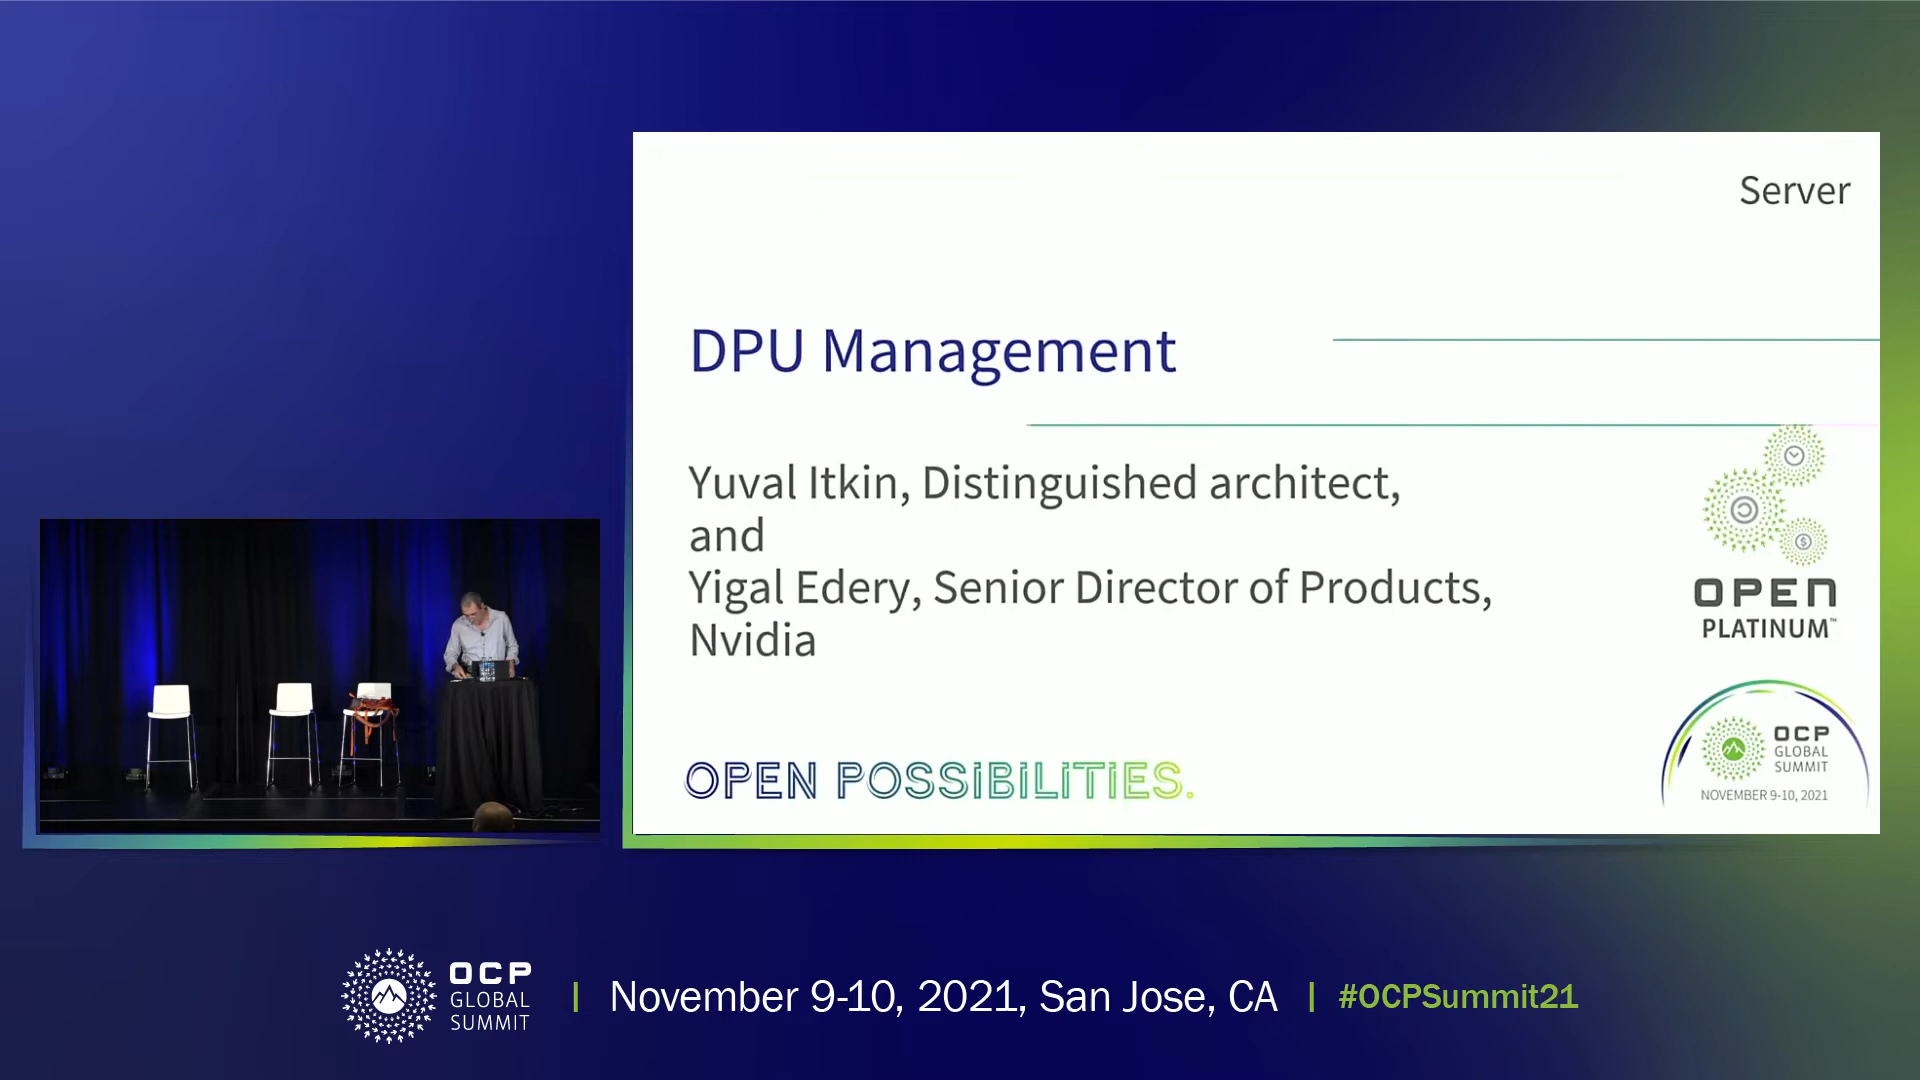 Server
DPU Management
Yuval Itkin, Distinguished architect,
and
Yigal Edery, Senior Director of Products,
Nvidia
OPEN
PLATINUM™
OPEN POSSIBILITIES.
OCP
GLOBAL
SUMMIT
NOVEMBER 9-10, 2021
OCP
GLOBAL
SUMMIT
November 9-10, 2021, San Jose, CA
#OCPSummit21